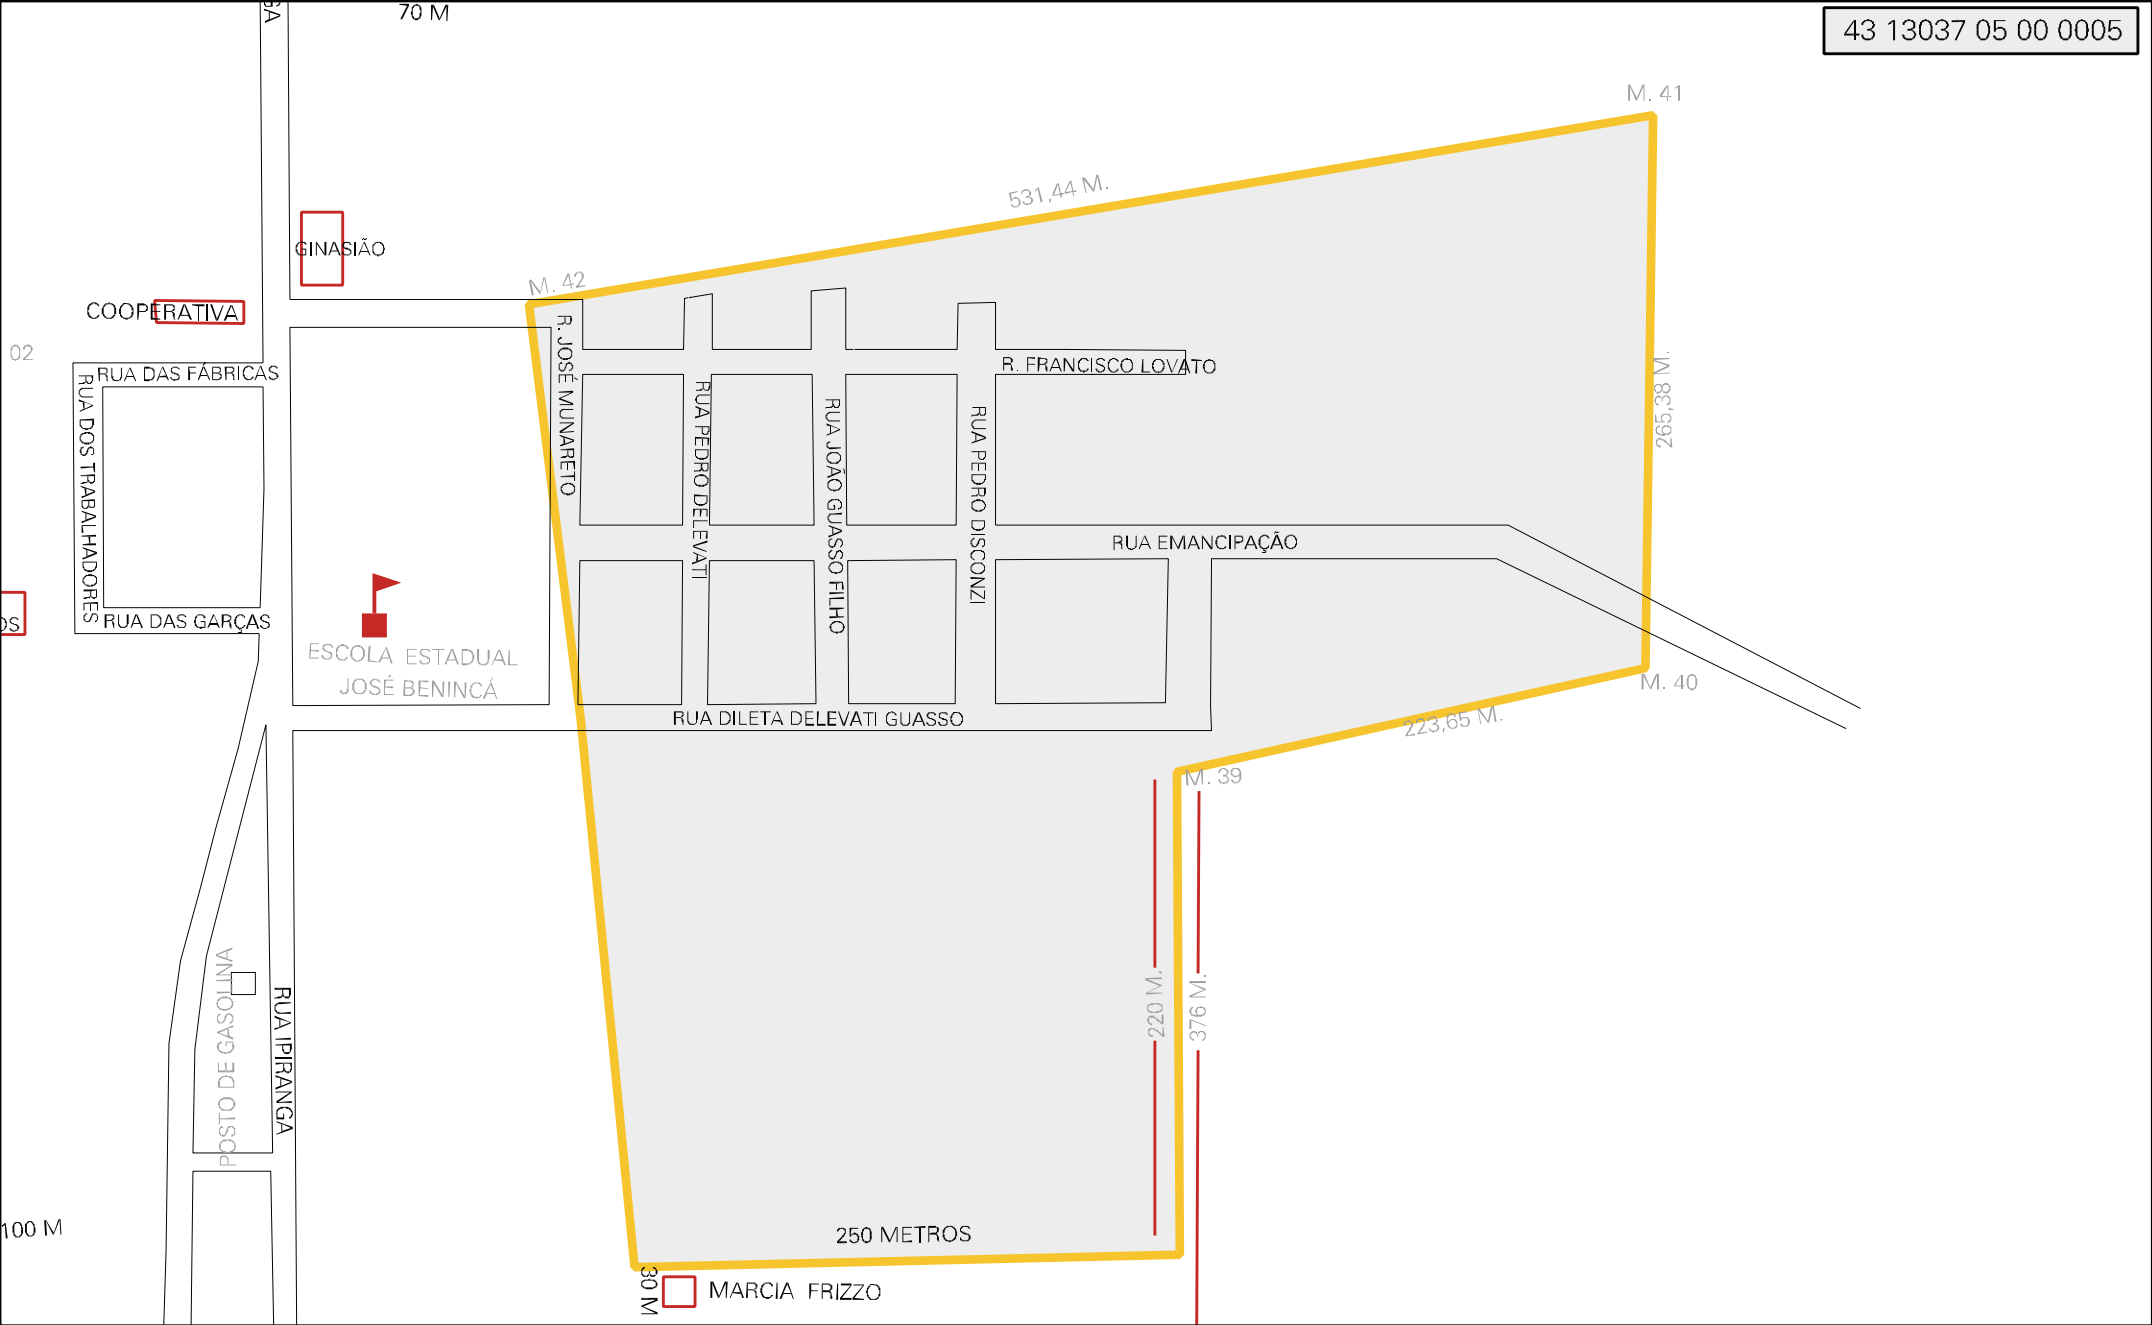 70 M
43 13037 05 00 0005
M. 41
531,44 M.
GINASIÃO
M. 42
COOPERATIVA
02
RUA DAS FÁBRICAS
R. JOSÉ MUNARETO
R. FRANCISCO LOVATO
265,38 M.
RUA DOS TRABALHADORES
RUA PEDRO DELEVATI
RUA JOÃO GUASSO FILHO
RUA PEDRO DISCONZI
RUA EMANCIPAÇÃO
RUA DAS GARÇAS
ESCOLA ESTADUAL
JOSÉ BENINCÁ
M. 40
RUA DILETA DELEVATI GUASSO
223,65 M.
M. 39
POSTO DE GASOLINA
RUA IPIRANGA
220 M.
376 M.
100 M
250 METROS
30 M
MARCIA FRIZZO